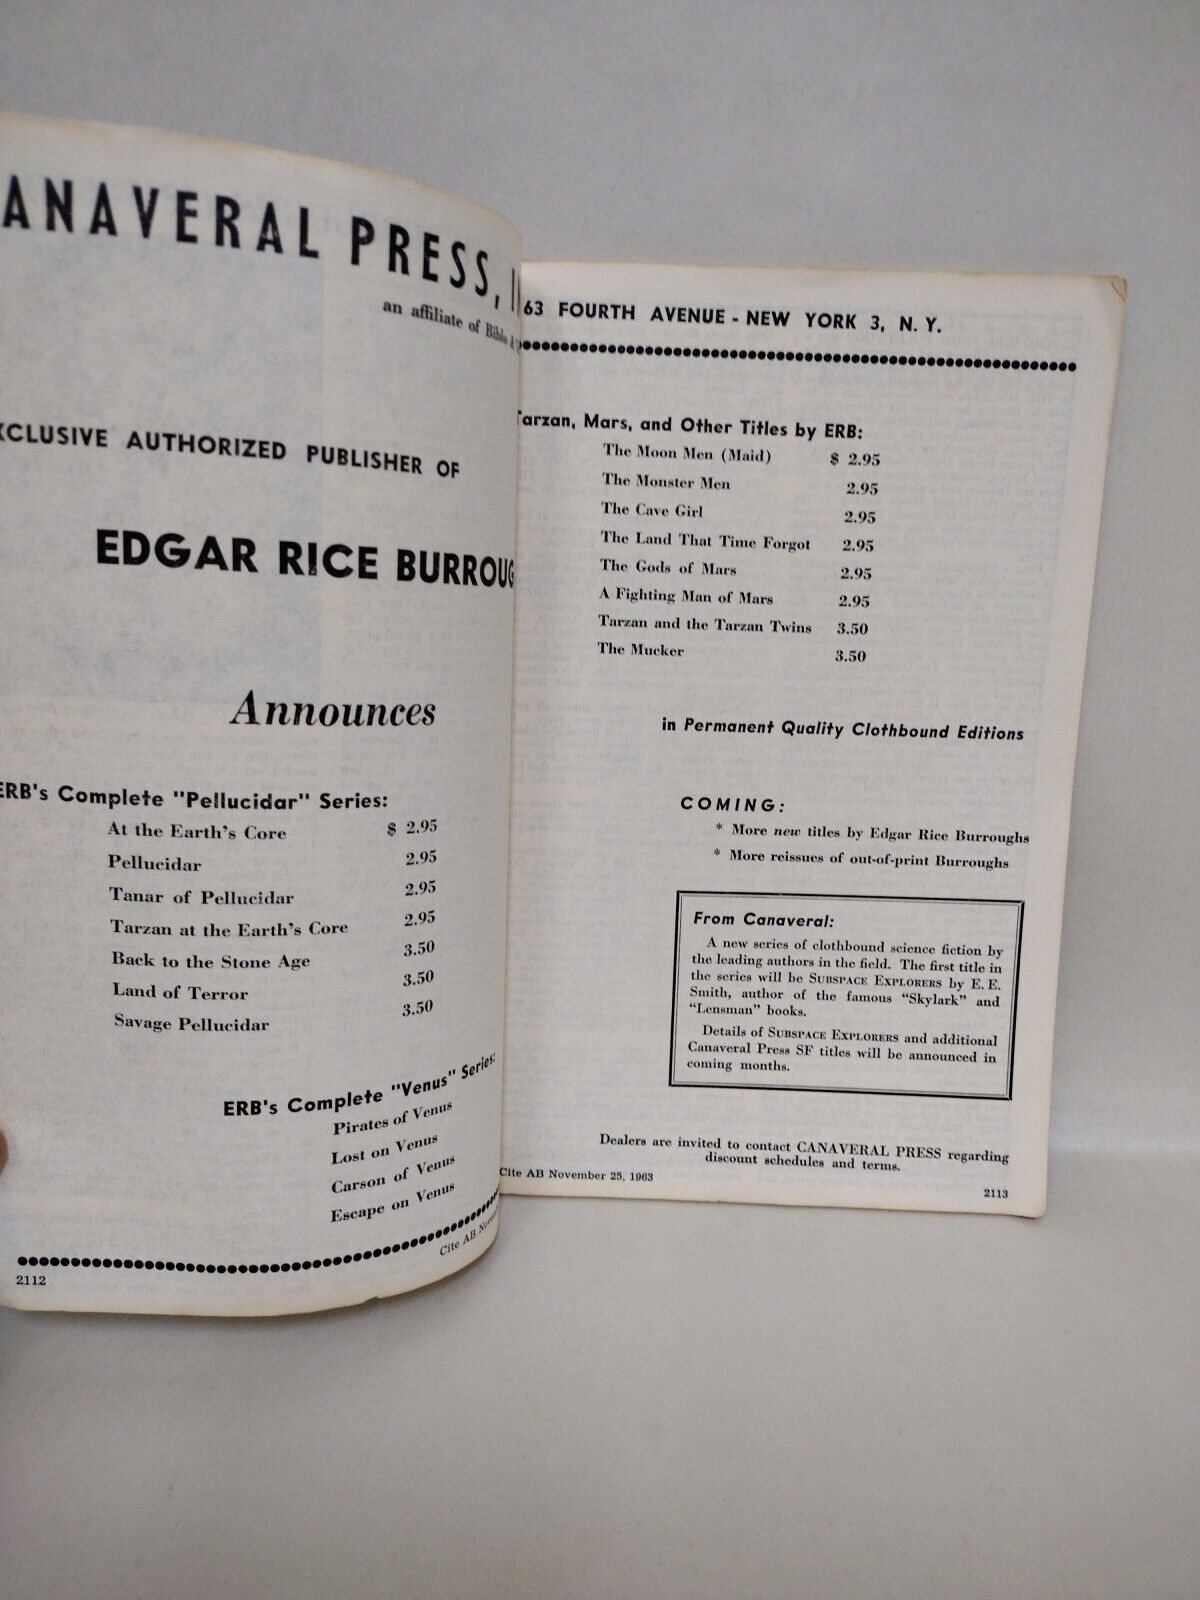 ANAVERAL PRESS,
an affiliate of Biblo &
XCLUSIVE AUTHORIZED PUBLISHER OF
EDGAR RICE BURROUG
Announces
ERB's Complete "Pellucidar" Series:
At the Earth's Core $ 2.95
Pellucidar 2.95
Tanar of Pellucidar 2.95
Tarzan at the Earth's Core 2.95
Back to the Stone Age 3.50
Land of Terror 3.50
Savage Pellucidar 3.50
ERB's Complete "Venus" Series:
Pirates of Venus
Lost on Venus
Carson of Venus
Escape on Venus
Cite AB Nove
2112
63 FOURTH AVENUE - NEW YORK 3, N. Y.
Tarzan, Mars, and Other Titles by ERB:
The Moon Men (Maid) $ 2.95
The Monster Men 2.95
The Cave Girl 2.95
The Land That Time Forgot 2.95
The Gods of Mars 2.95
A Fighting Man of Mars 2.95
Tarzan and the Tarzan Twins 3.50
The Mucker 3.50
in Permanent Quality Clothbound Editions
COMING:
* More new titles by Edgar Rice Burroughs
* More reissues of out-of-print Burroughs
From Canaveral:
A new series of clothbound science fiction by
the leading authors in the field. The first title in
the series will be SUBSPACE EXPLORERS by E. E.
Smith, author of the famous "Skylark" and
"Lensman" books.
Details of SUBSPACE EXPLORERS and additional
Canaveral Press SF titles will be announced in
coming months.
Dealers are invited to contact CANAVERAL PRESS regarding
discount schedules and terms.
Cite AB November 25, 1963
2113